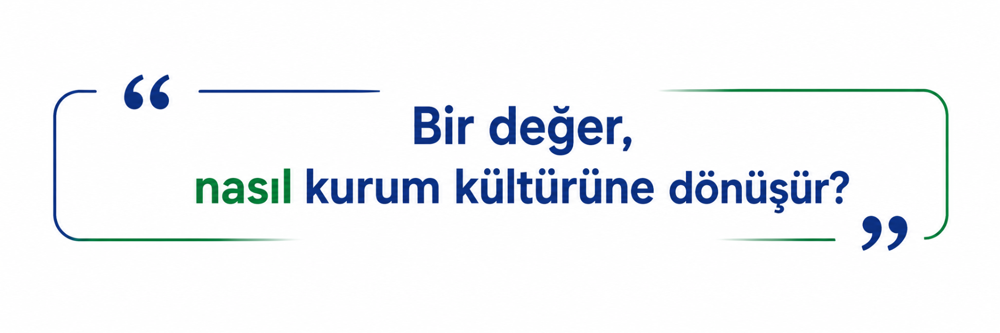 “
Bir değer,
nasıl kurum kültürüne dönüşür?
”